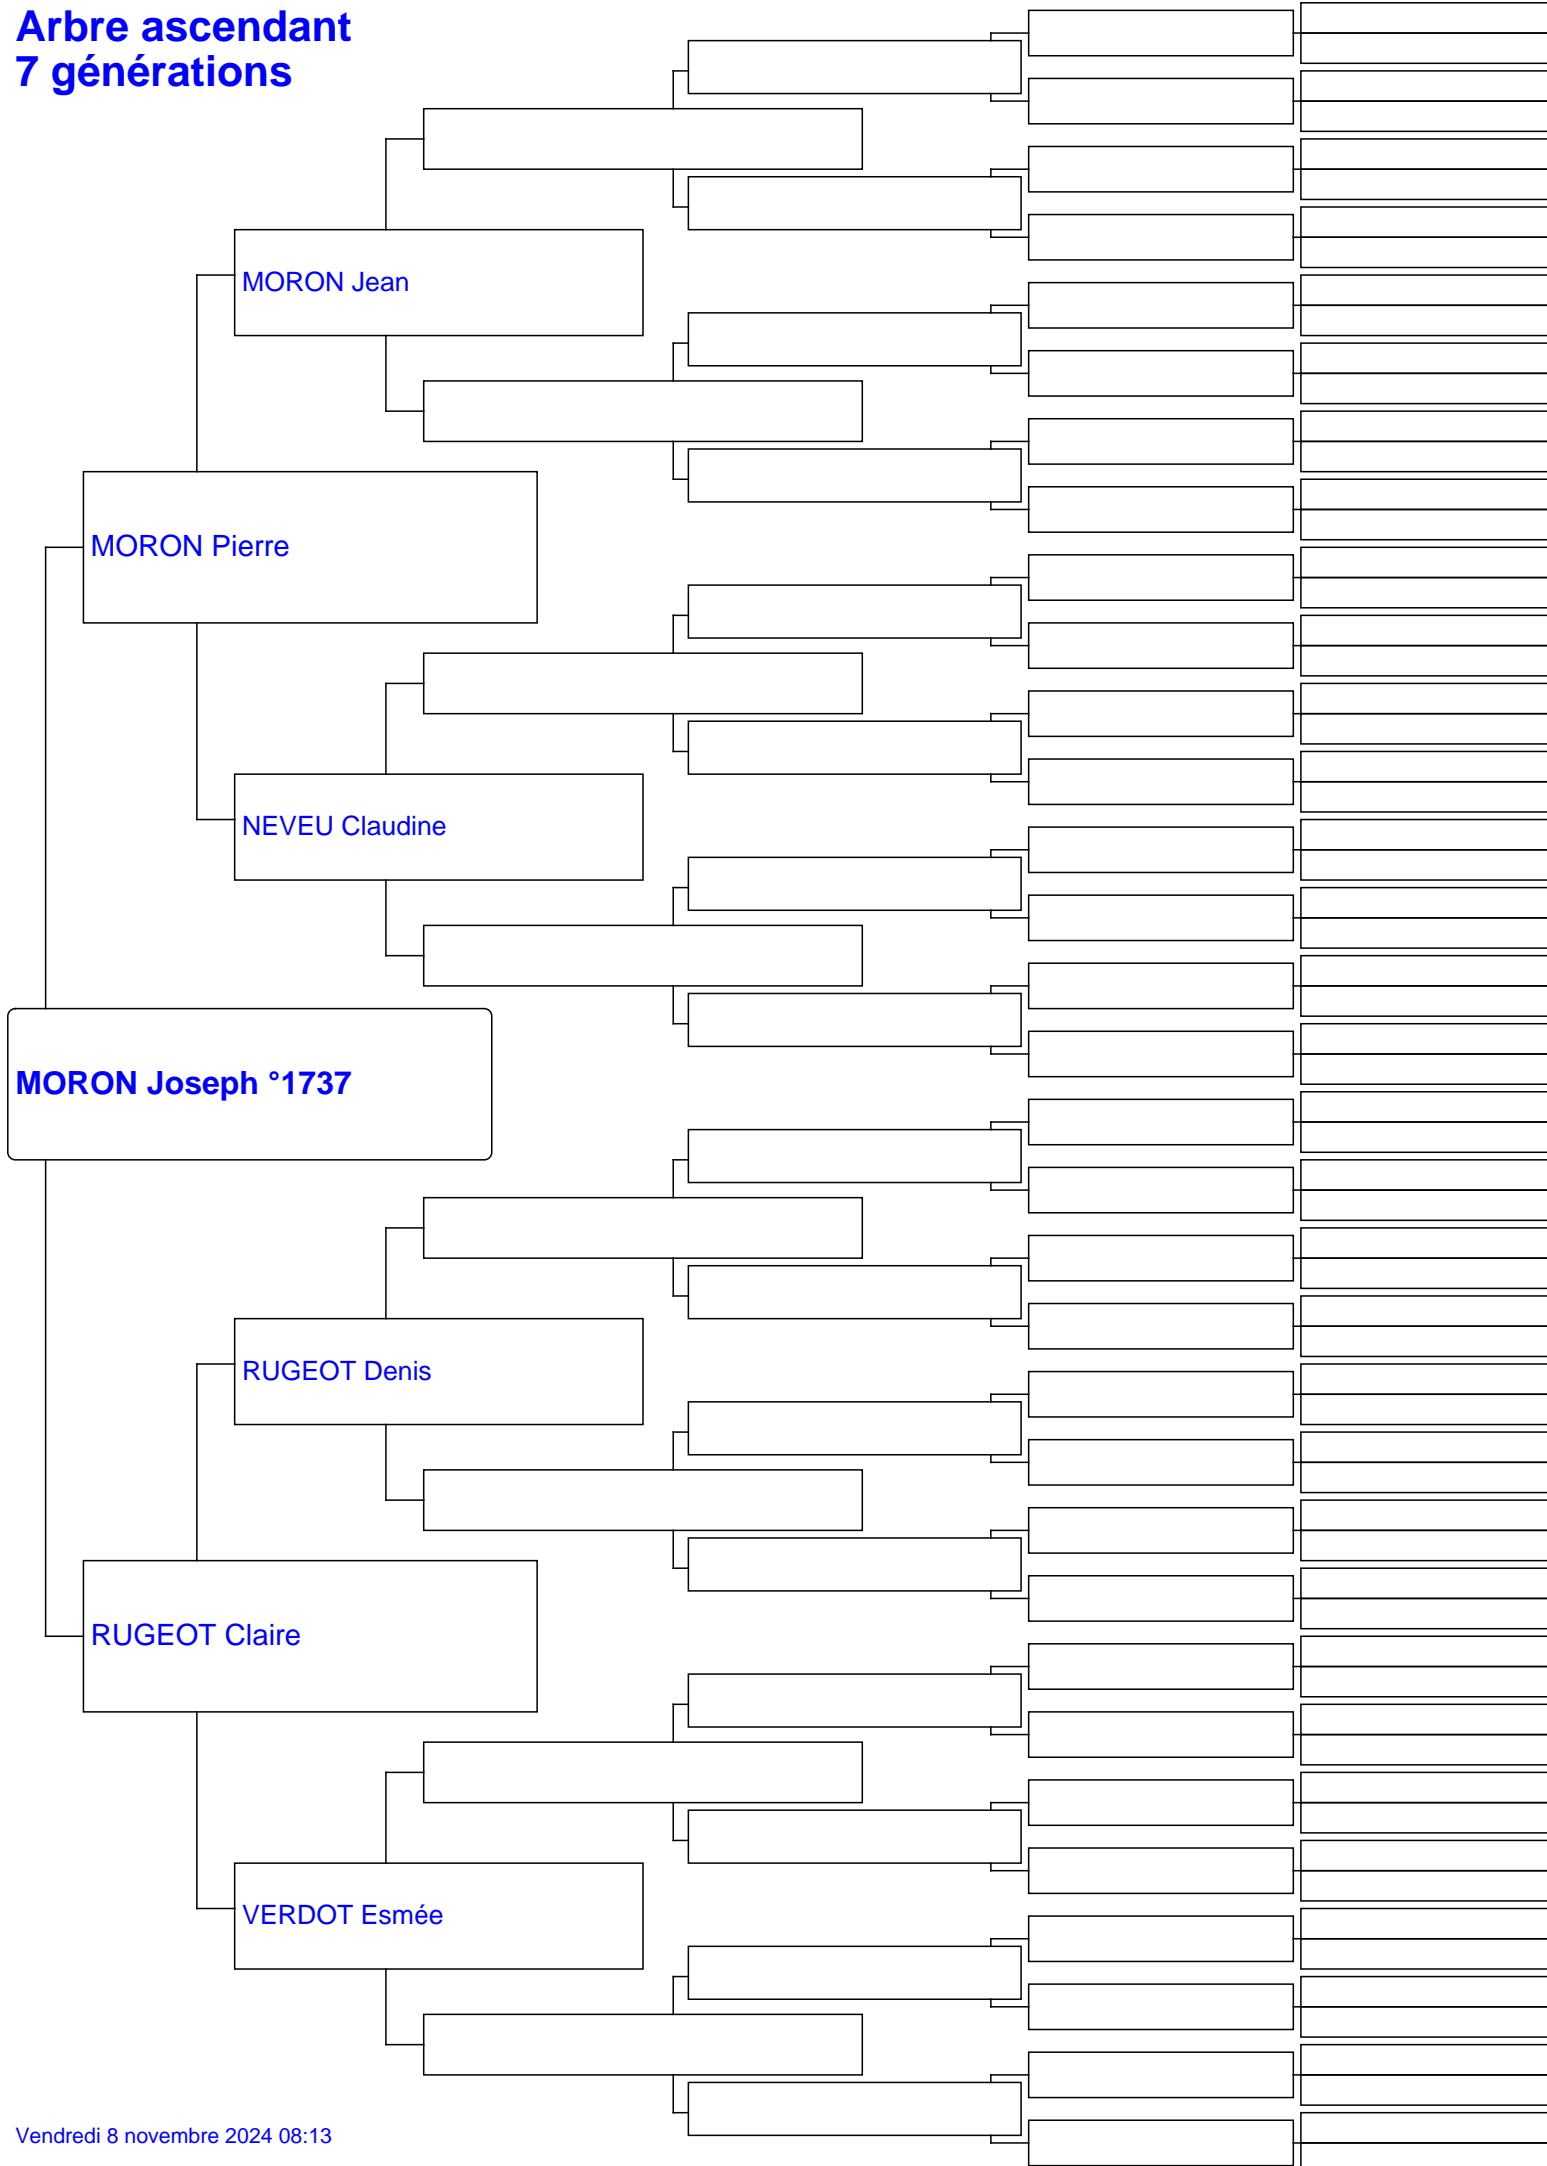 Arbre ascendant
7 générations
MORON Jean
MORON Pierre
NEVEU Claudine
MORON Joseph °1737
RUGEOT Denis
RUGEOT Claire
VERDOT Esmée
Vendredi 8 novembre 2024 08:13